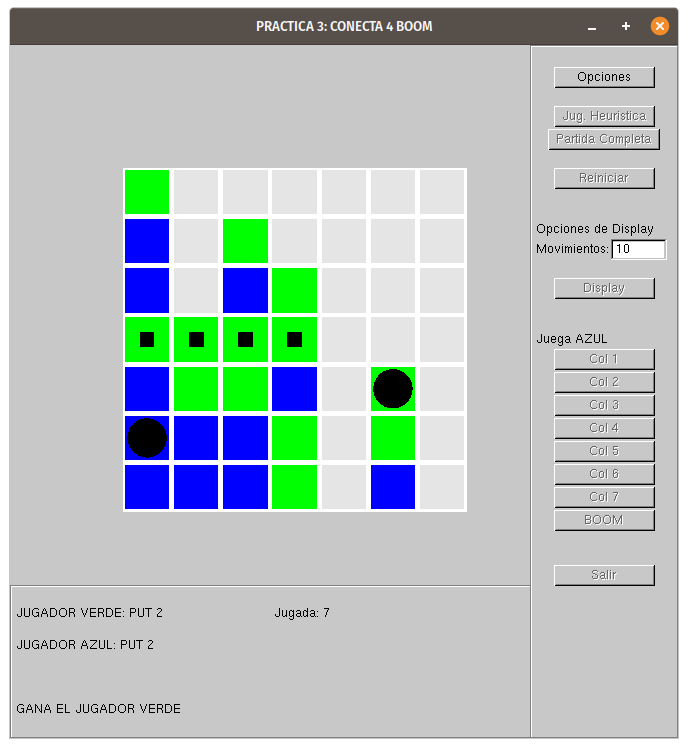 PRACTICA 3: CONECTA 4 BOOM
Opciones
Jug. Heuristica
Partida Completa
Reiniciar
Opciones de Display
Movimientos: 10
Display
Juega AZUL
Col 1
Col 2
Col 3
Col 4
Col 5
Col 6
Col 7
BOOM
Salir
JUGADOR VERDE: PUT 2 Jugada: 7
JUGADOR AZUL: PUT 2
GANA EL JUGADOR VERDE